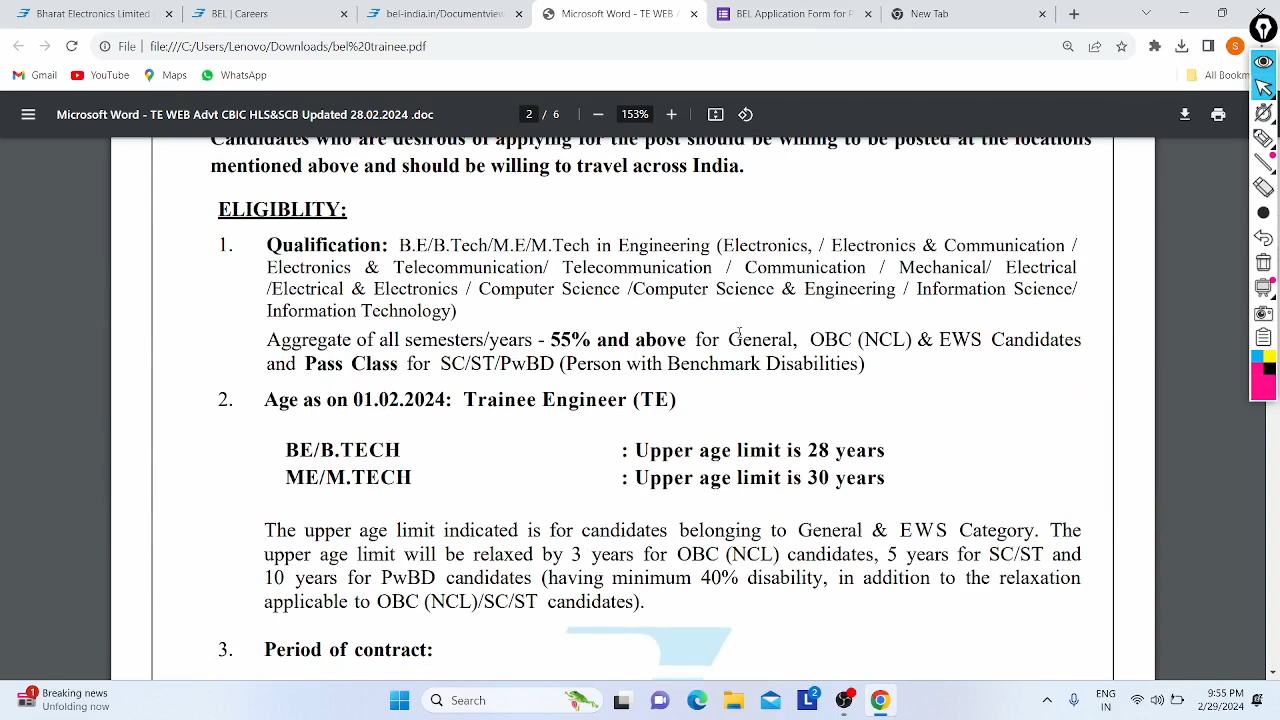 Bharat Electronics Limited
BEL | Careers
bel-india.in/Documentview
Microsoft Word - TE WEB A
BEL Application Form for P
New Tab
File
file:///C:/Users/Lenovo/Downloads/bel%20trainee.pdf
S
Gmail
YouTube
Maps
WhatsApp
All Bookm
Microsoft Word - TE WEB Advt CBIC HLS&SCB Updated 28.02.2024 .doc
2 / 6
153%
Candidates who are desirous of applying for the post should be willing to be posted at the locations
mentioned above and should be willing to travel across India.
ELIGIBLITY:
1. Qualification: B.E/B.Tech/M.E/M.Tech in Engineering (Electronics, / Electronics & Communication /
Electronics & Telecommunication/ Telecommunication / Communication / Mechanical/ Electrical
/Electrical & Electronics / Computer Science /Computer Science & Engineering / Information Science/
Information Technology)
Aggregate of all semesters/years - 55% and above for General, OBC (NCL) & EWS Candidates
and Pass Class for SC/ST/PwBD (Person with Benchmark Disabilities)
2. Age as on 01.02.2024: Trainee Engineer (TE)
BE/B.TECH : Upper age limit is 28 years
ME/M.TECH : Upper age limit is 30 years
The upper age limit indicated is for candidates belonging to General & EWS Category. The
upper age limit will be relaxed by 3 years for OBC (NCL) candidates, 5 years for SC/ST and
10 years for PwBD candidates (having minimum 40% disability, in addition to the relaxation
applicable to OBC (NCL)/SC/ST candidates).
3. Period of contract:
1
Breaking news
Unfolding now
Search
L
2
ENG
IN
9:55 PM
2/29/2024